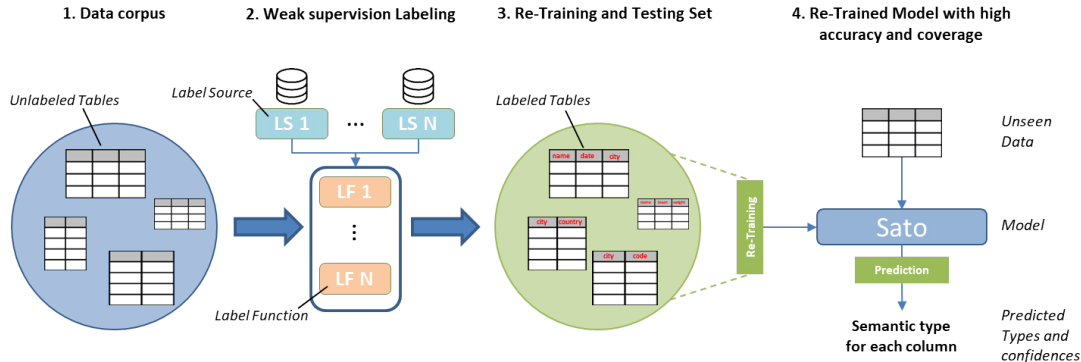 1. Data corpus
2. Weak supervision Labeling
3. Re-Training and Testing Set
4. Re-Trained Model with high
accuracy and coverage
Unlabeled Tables
Label Source
LS 1
...
LS N
LF 1
...
LF N
Label Function
Labeled Tables
name date city
city country
city code
Re-Training
Unseen
Data
Sato
Model
Prediction
Semantic type
for each column
Predicted
Types and
confidences